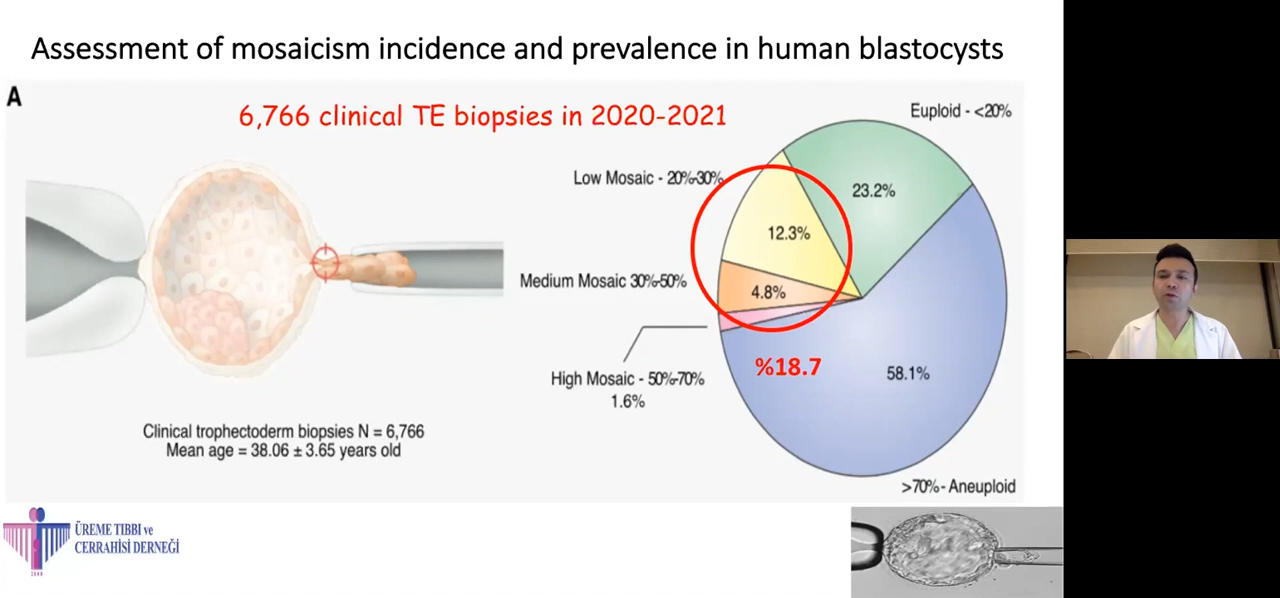 Assessment of mosaicism incidence and prevalence in human blastocysts
A
6,766 clinical TE biopsies in 2020-2021
Euploid - <20%
Low Mosaic - 20%-30%
23.2%
12.3%
Medium Mosaic 30%-50%
4.8%
%18.7
58.1%
High Mosaic - 50%-70%
1.6%
Clinical trophectoderm biopsies N = 6,766
Mean age = 38.06 ± 3.65 years old
>70%- Aneuploid
ÜREME TIBBI ve
CERRAHİSİ DERNEĞİ